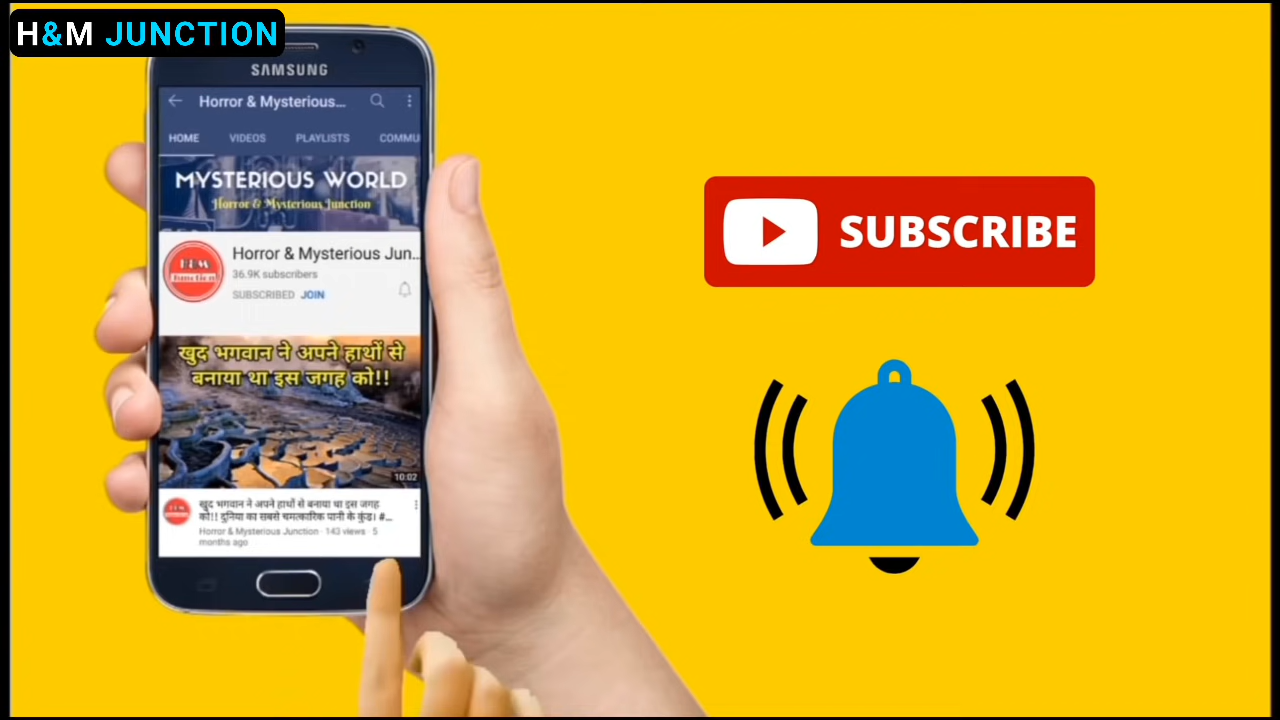 H&M JUNCTION
SAMSUNG
Horror & Mysterious...
HOME VIDEOS PLAYLISTS COMMU
MYSTERIOUS WORLD
Horror & Mysterious Junction
H&M
Junction
Horror & Mysterious Jun...
36.9K subscribers
SUBSCRIBED JOIN
खुद भगवान ने अपने हाथों से
बनाया था इस जगह को!!
10:02
खुद भगवान ने अपने हाथों से बनाया था इस जगह
को!! दुनिया का सबसे चमत्कारिक पानी के कुंड। #...
Horror & Mysterious Junction · 143 views · 5
months ago
SUBSCRIBE